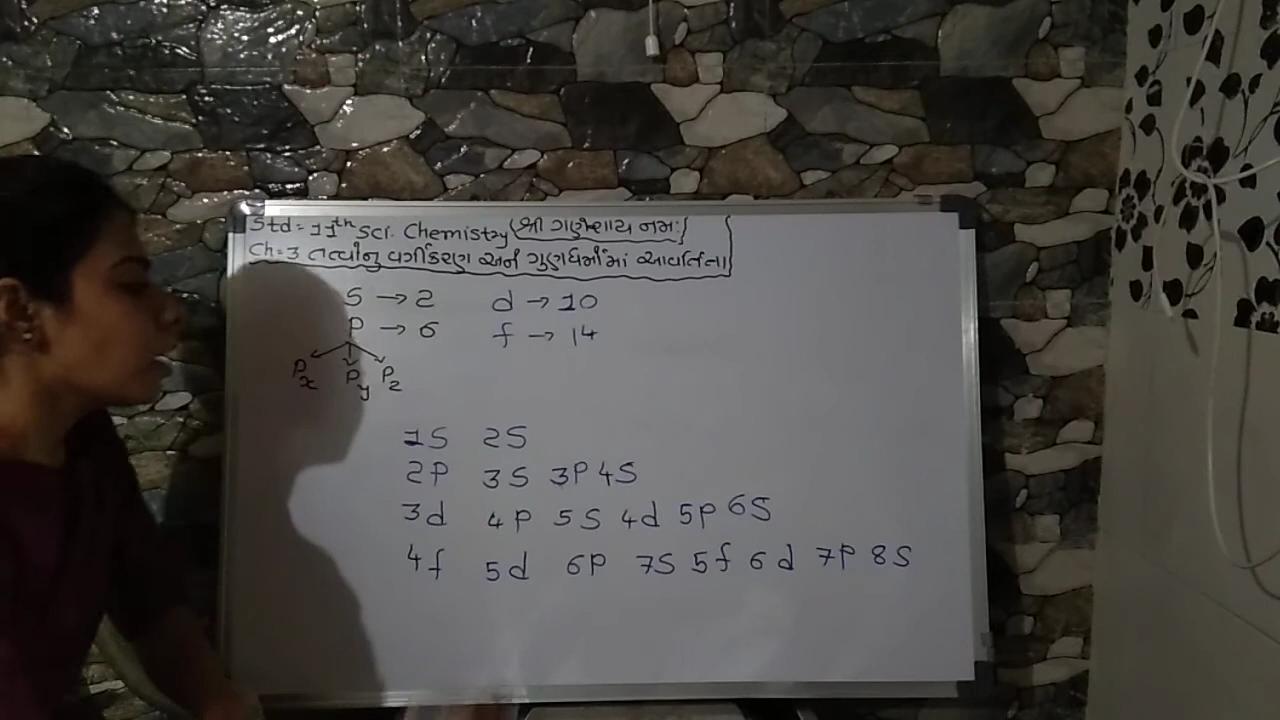 Std = 11th Sci. Chemistry (શ્રી ગણેશાય નમઃ)
Ch = 3 તત્વોનુ વર્ગીકરણ અને ગુણધર્મોમાં આવર્તિતા
S → 2 d → 10
P → 6 f → 14
Px Py Pz
1S 2S
2P 3S 3P 4S
3d 4P 5S 4d 5P 6S
4f 5d 6P 7S 5f 6d 7P 8S